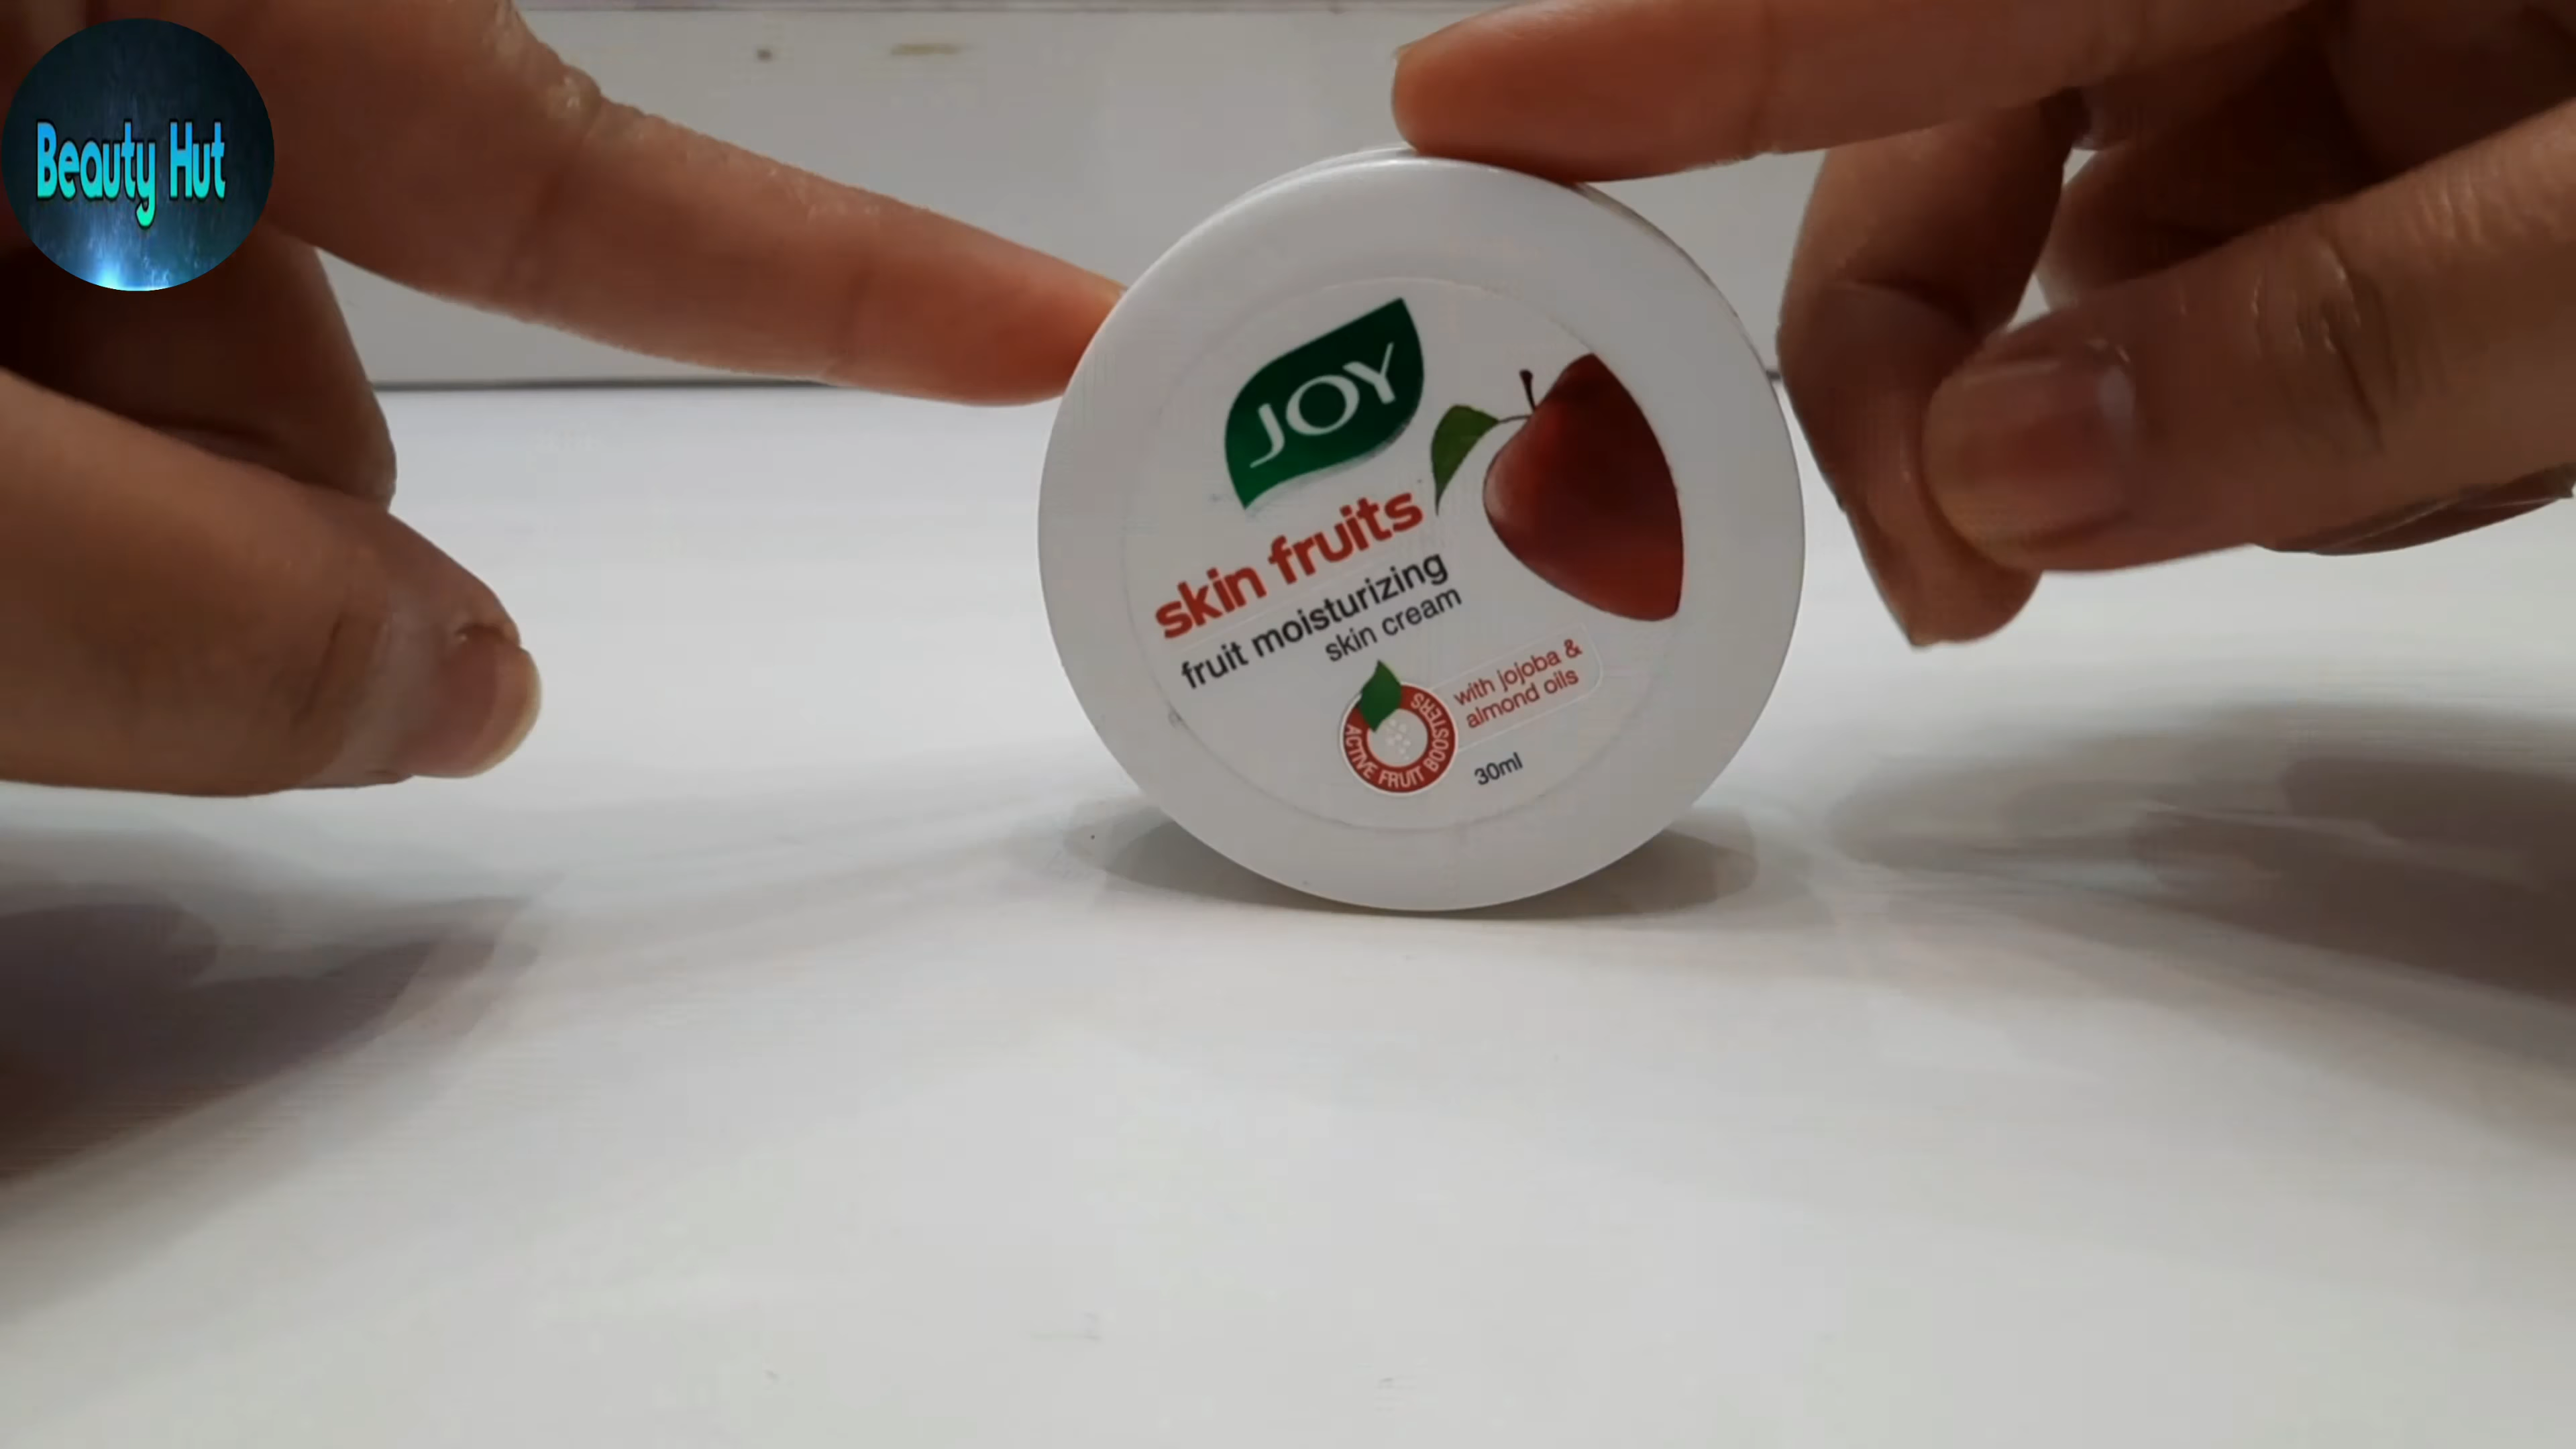 Beauty Hut
JOY
skin fruits
fruit moisturizing
skin cream
with jojoba &
almond oils
ACTIVE FRUIT BOOSTERS
30ml